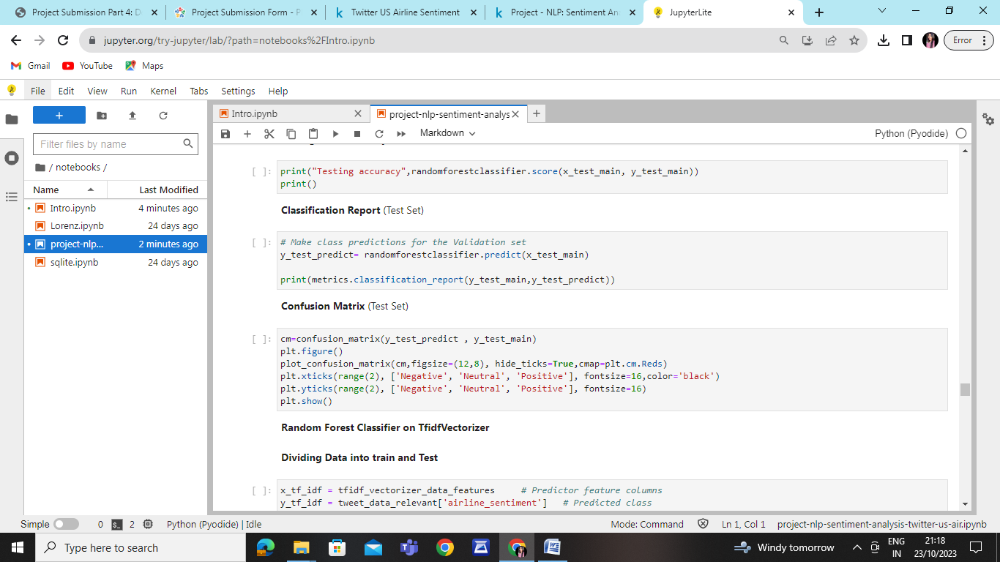 Project Submission Part 4: D
Project Submission Form - P
Twitter US Airline Sentiment
Project - NLP: Sentiment An
JupyterLite
jupyter.org/try-jupyter/lab/?path=notebooks%2FIntro.ipynb
Error
Gmail
YouTube
Maps
File Edit View Run Kernel Tabs Settings Help
Intro.ipynb
project-nlp-sentiment-analys
Filter files by name
/ notebooks /
Name
Last Modified
Intro.ipynb 4 minutes ago
Lorenz.ipynb 24 days ago
project-nlp... 2 minutes ago
sqlite.ipynb 24 days ago
Markdown
Python (Pyodide)
[ ]: print("Testing accuracy",randomforestclassifier.score(x_test_main, y_test_main))
print()
Classification Report (Test Set)
[ ]: # Make class predictions for the Validation set
y_test_predict= randomforestclassifier.predict(x_test_main)
print(metrics.classification_report(y_test_main,y_test_predict))
Confusion Matrix (Test Set)
[ ]: cm=confusion_matrix(y_test_predict , y_test_main)
plt.figure()
plot_confusion_matrix(cm,figsize=(12,8), hide_ticks=True,cmap=plt.cm.Reds)
plt.xticks(range(2), ['Negative', 'Neutral', 'Positive'], fontsize=16,color='black')
plt.yticks(range(2), ['Negative', 'Neutral', 'Positive'], fontsize=16)
plt.show()
Random Forest Classifier on TfidfVectorizer
Dividing Data into train and Test
[ ]: x_tf_idf = tfidf_vectorizer_data_features # Predictor feature columns
y_tf_idf = tweet_data_relevant['airline_sentiment'] # Predicted class
Simple 0 2 Python (Pyodide) | Idle
Mode: Command Ln 1, Col 1 project-nlp-sentiment-analysis-twitter-us-air.ipynb
Type here to search
Windy tomorrow
ENG
IN
21:18
23/10/2023